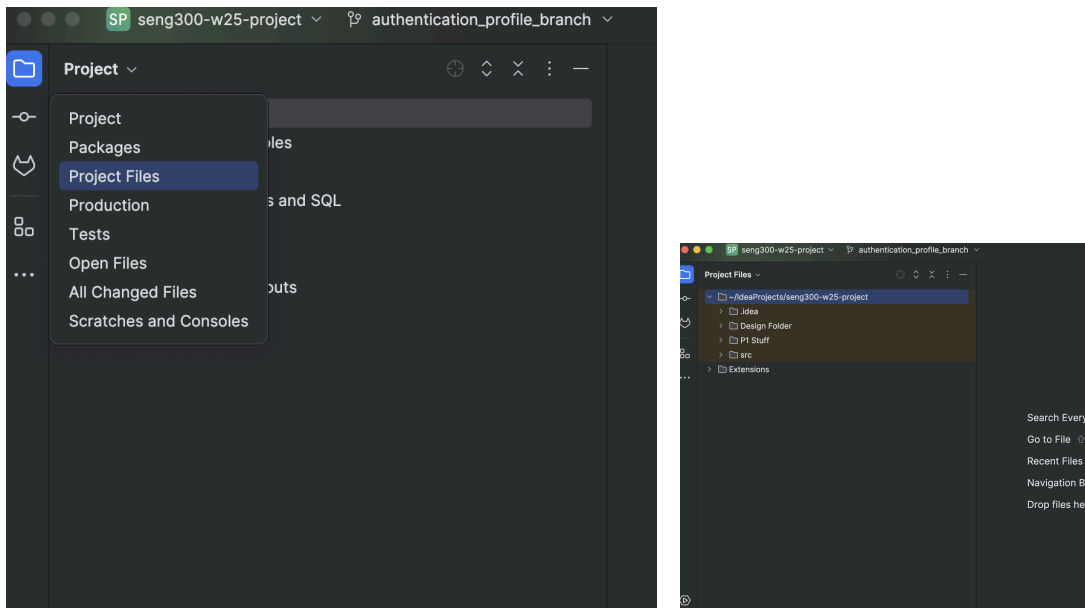 SP seng300-w25-project authentication_profile_branch
Project
Project
Packages
Project Files
Production
Tests
Open Files
All Changed Files
Scratches and Consoles
s and SQL
SP seng300-w25-project authentication_profile_branch
Project Files
~/IdeaProjects/seng300-w25-project
.idea
Design Folder
P1 Stuff
src
Extensions
Search Every
Go to File
Recent Files
Navigation B
Drop files he